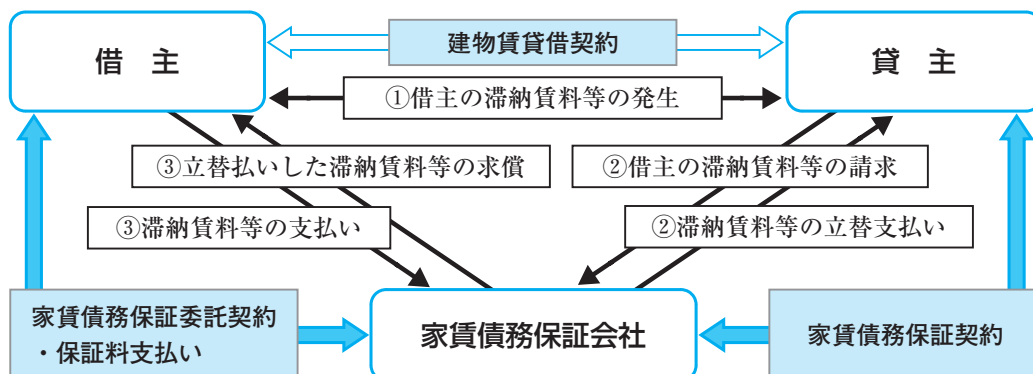 建物賃貸借契約
借 主
貸 主
①借主の滞納賃料等の発生
③立替払いした滞納賃料等の求償
②借主の滞納賃料等の請求
③滞納賃料等の支払い
②滞納賃料等の立替支払い
家賃債務保証委託契約
・保証料支払い
家賃債務保証会社
家賃債務保証契約